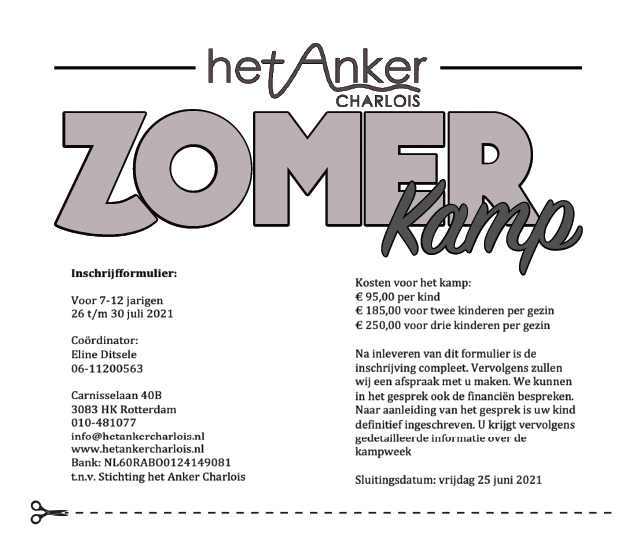 het Anker
CHARLOIS
ZOMER
Kamp
Inschrijfformulier:
Voor 7-12 jarigen
26 t/m 30 juli 2021
Coördinator:
Eline Ditsele
06-11200563
Carnisselaan 40B
3083 HK Rotterdam
010-481077
info@hetankercharlois.nl
www.hetankercharlois.nl
Bank: NL60RABO0124149081
t.n.v. Stichting het Anker Charlois
Kosten voor het kamp:
€ 95,00 per kind
€ 185,00 voor twee kinderen per gezin
€ 250,00 voor drie kinderen per gezin
Na inleveren van dit formulier is de
inschrijving compleet. Vervolgens zullen
wij een afspraak met u maken. We kunnen
in het gesprek ook de financiën bespreken.
Naar aanleiding van het gesprek is uw kind
definitief ingeschreven. U krijgt vervolgens
gedetailleerde informatie over de
kampweek
Sluitingsdatum: vrijdag 25 juni 2021